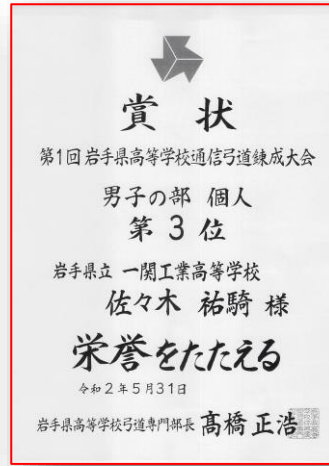 賞状
第1回岩手県高等学校通信弓道錬成大会
男子の部 個人
第3位
岩手県立 一関工業高等学校
佐々木 祐騎 様
栄誉をたたえる
令和2年5月31日
岩手県高等学校弓道専門部長 髙橋正浩